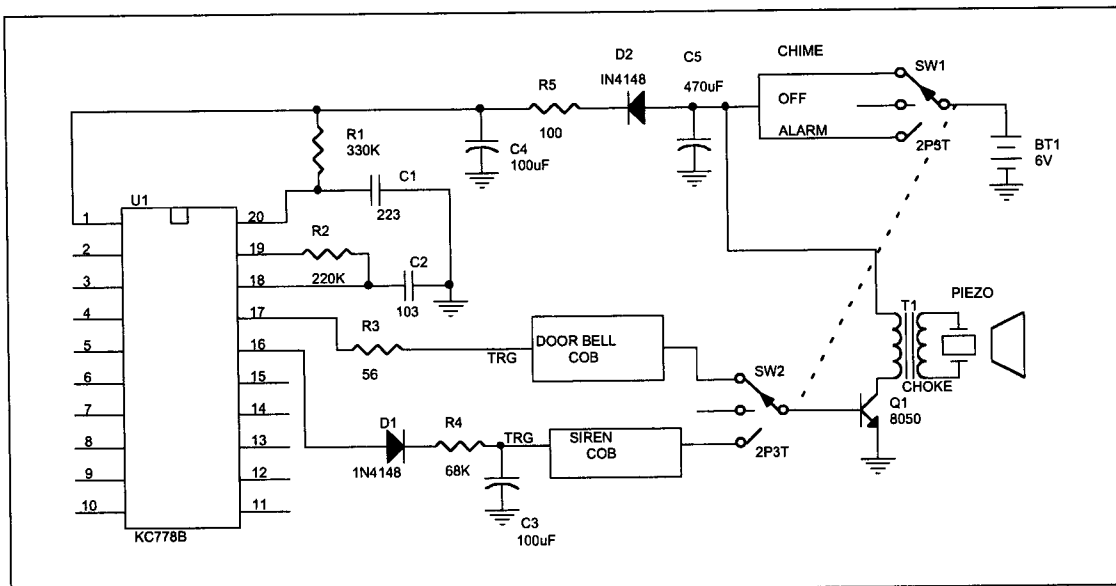 CHIME
D2
C5
SW1
IN4148
R5
470uF
OFF
100
ALARM
2P3T
R1
330K
C4
100uF
BT1
6V
C1
223
U1
1
20
2
19
R2
220K
3
18
C2
103
4
17
R3
56
5
16
TRG
DOOR BELL
COB
SW2
T1
PIEZO
CHOKE
6
15
7
14
Q1
8050
8
13
D1
1N4148
R4
68K
TRG
SIREN
COB
2P3T
9
12
10
11
C3
100uF
KC778B